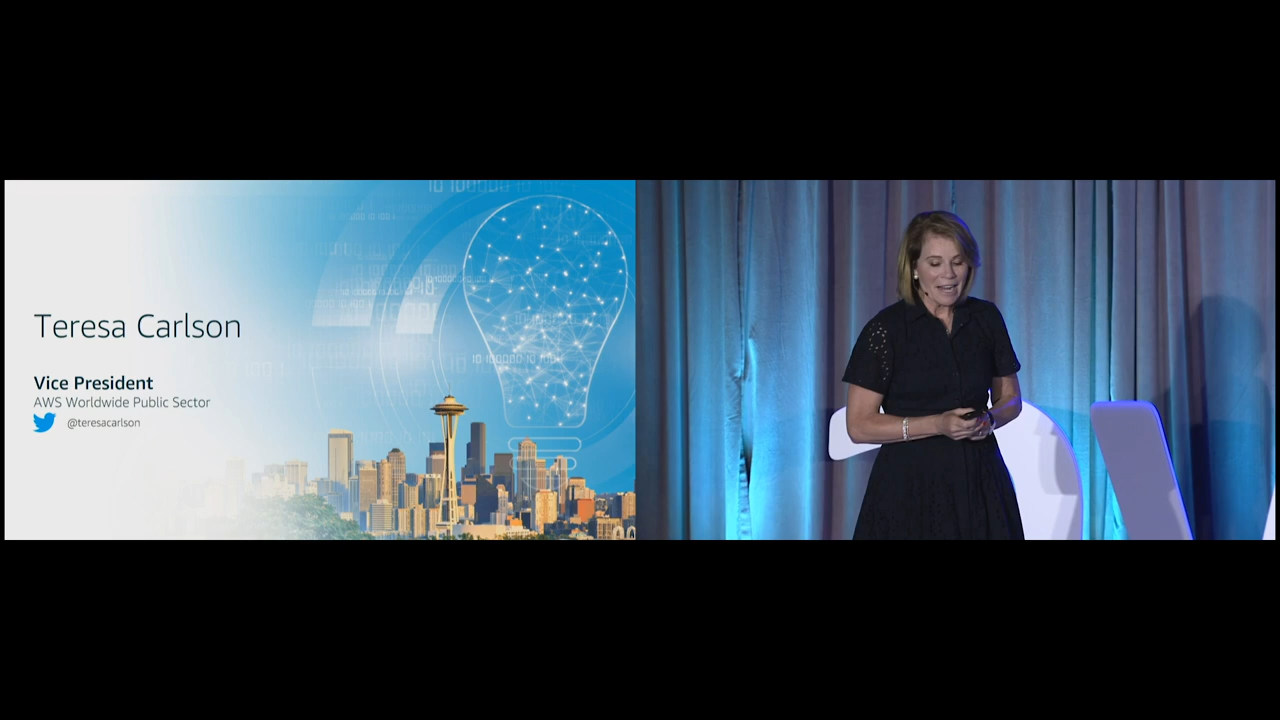 Teresa Carlson
Vice President
AWS Worldwide Public Sector
@teresacarlson